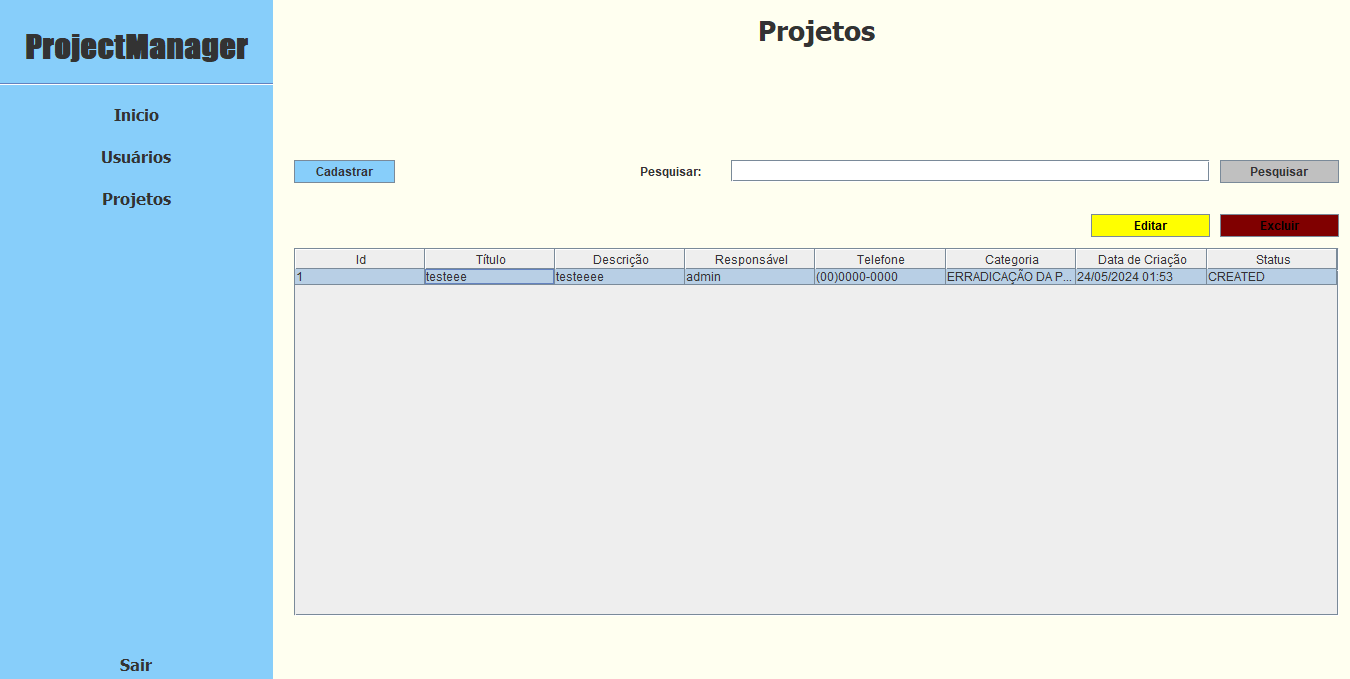 ProjectManager
Inicio
Usuários
Projetos
Sair
Projetos
Cadastrar Pesquisar: Pesquisar
Editar Excluir
Id Título Descrição Responsável Telefone Categoria Data de Criação Status
1 testeee testeeee admin (00)0000-0000 ERRADICAÇÃO DA P... 24/05/2024 01:53 CREATED